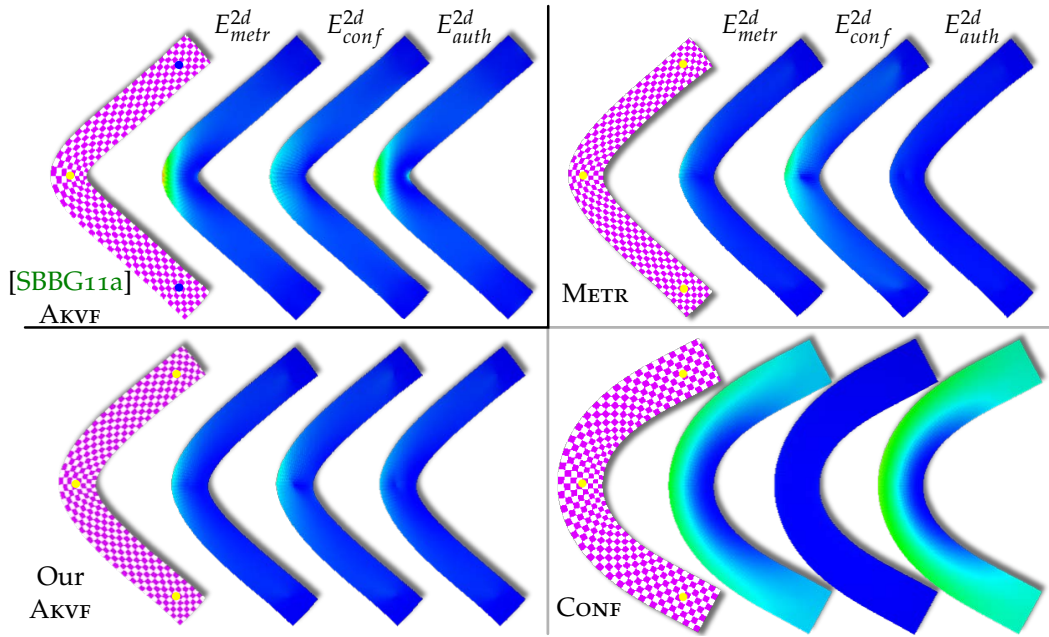 E^{2d}_{metr} E^{2d}_{conf} E^{2d}_{auth}
E^{2d}_{metr} E^{2d}_{conf} E^{2d}_{auth}
[SBBG11a]
AKVF
METR
Our
AKVF
CONF